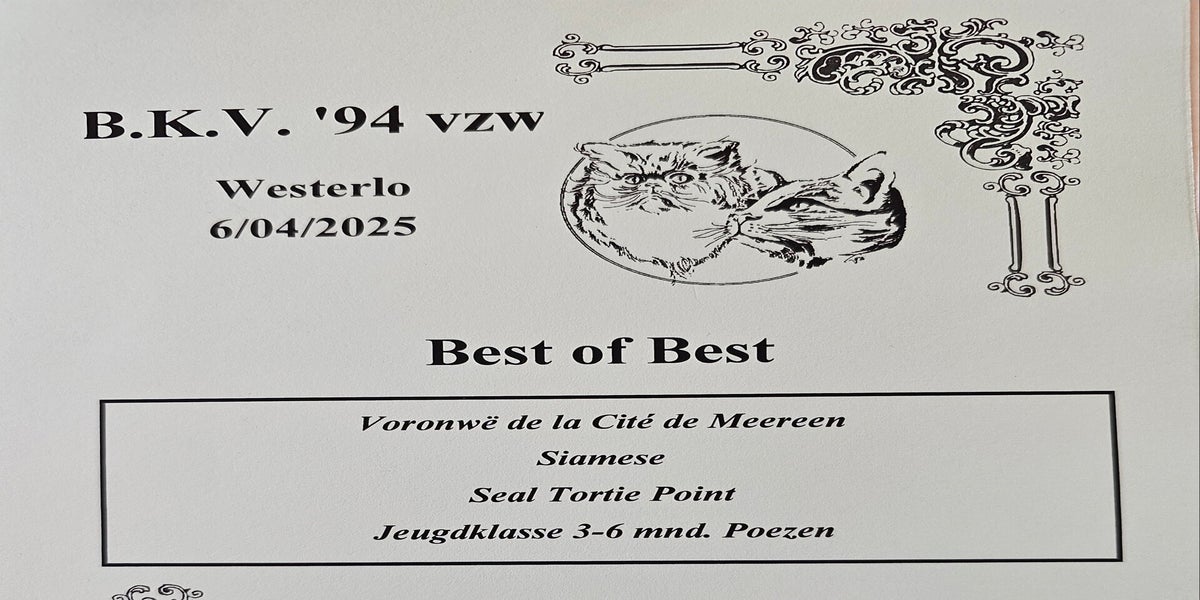 B.K.V. '94 vzw
Westerlo
6/04/2025
Best of Best
Voronwë de la Cité de Meereen
Siamese
Seal Tortie Point
Jeugdklasse 3-6 mnd. Poezen